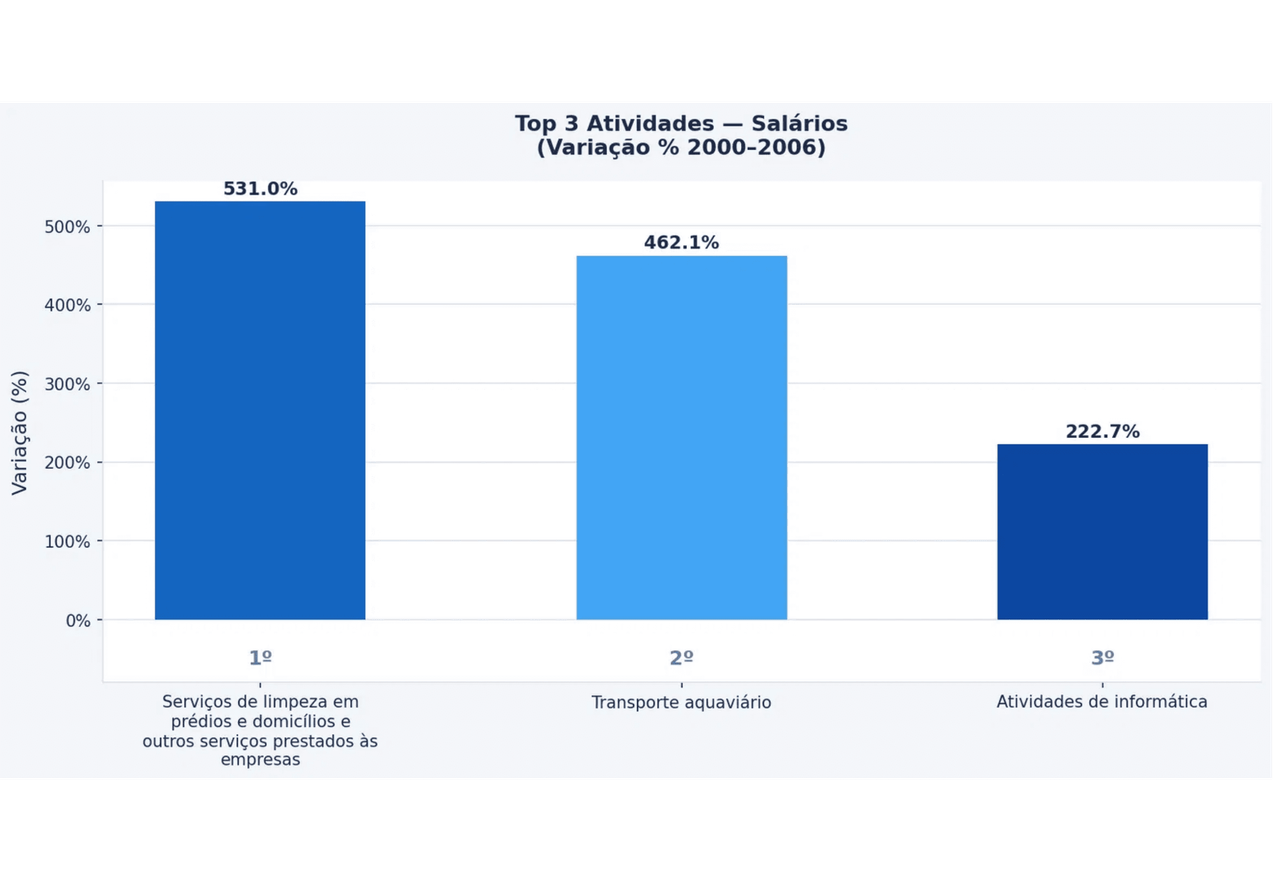 Top 3 Atividades — Salários
(Variação % 2000–2006)
Variação (%)
500%
400%
300%
200%
100%
0%
531.0%
462.1%
222.7%
1º
2º
3º
Serviços de limpeza em
prédios e domicílios e
outros serviços prestados às
empresas
Transporte aquaviário
Atividades de informática